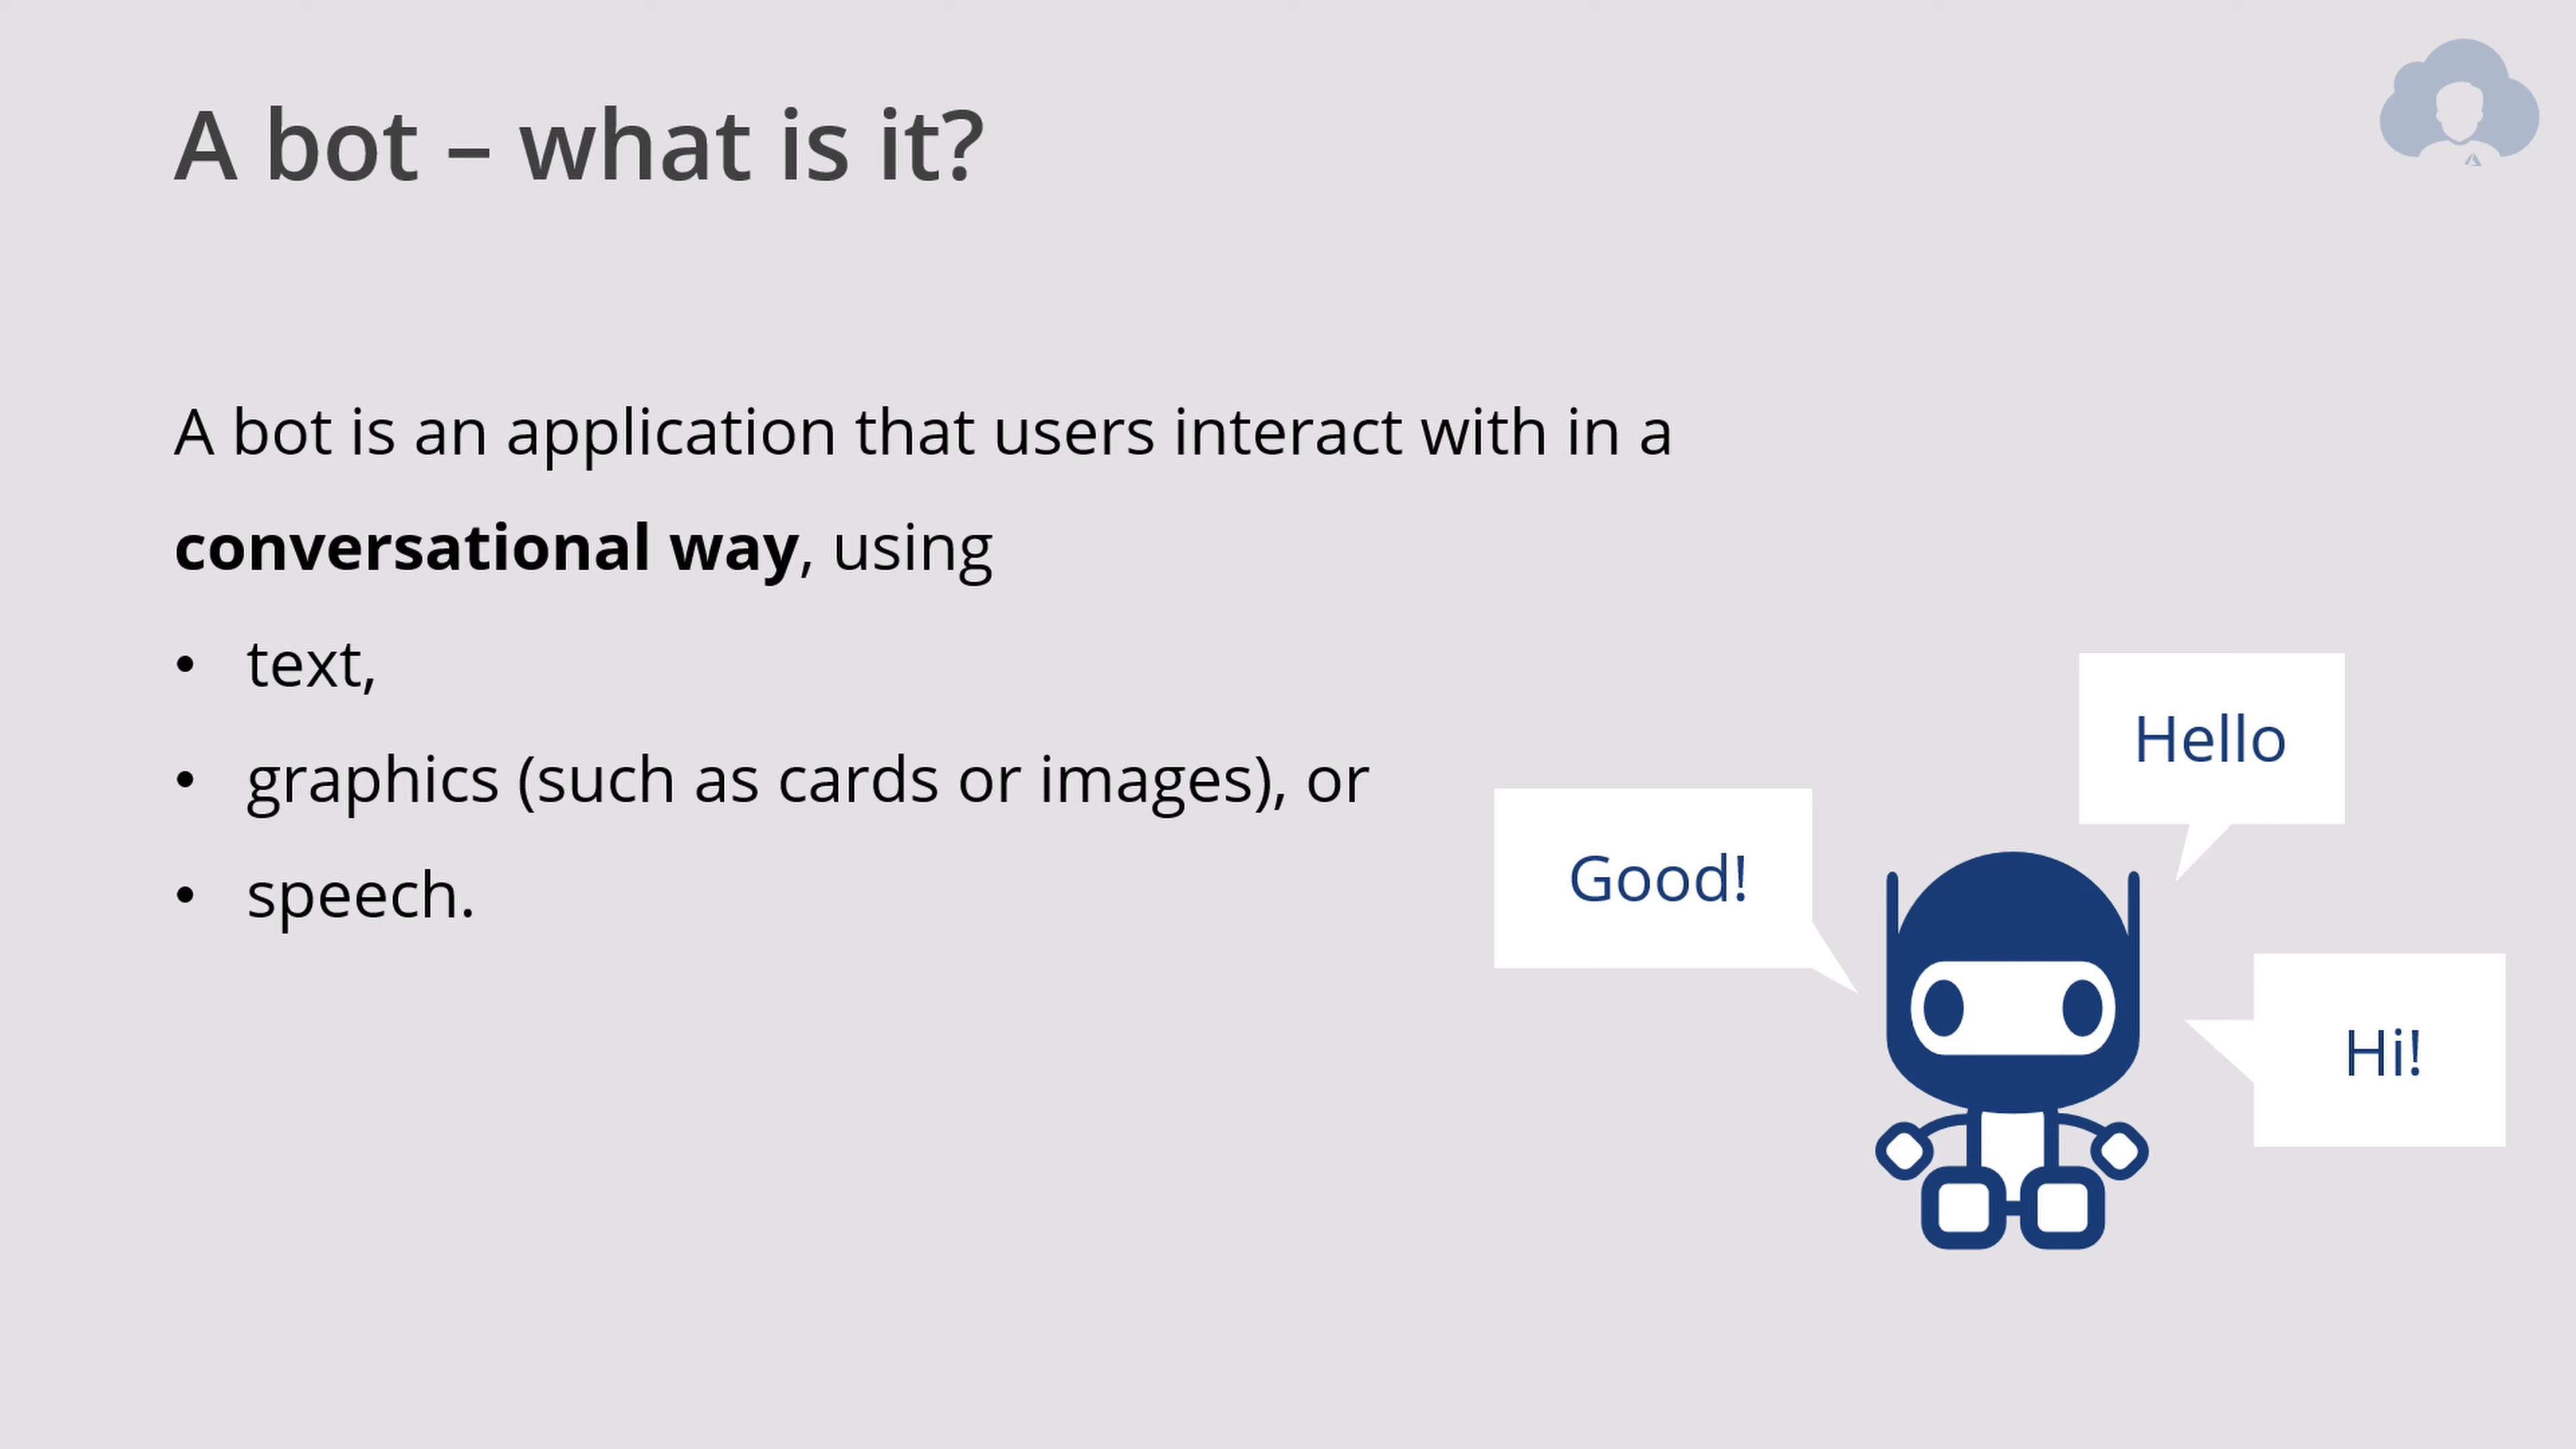 A bot – what is it?
A bot is an application that users interact with in a
conversational way, using
• text,
• graphics (such as cards or images), or
• speech.
Hello
Good!
Hi!